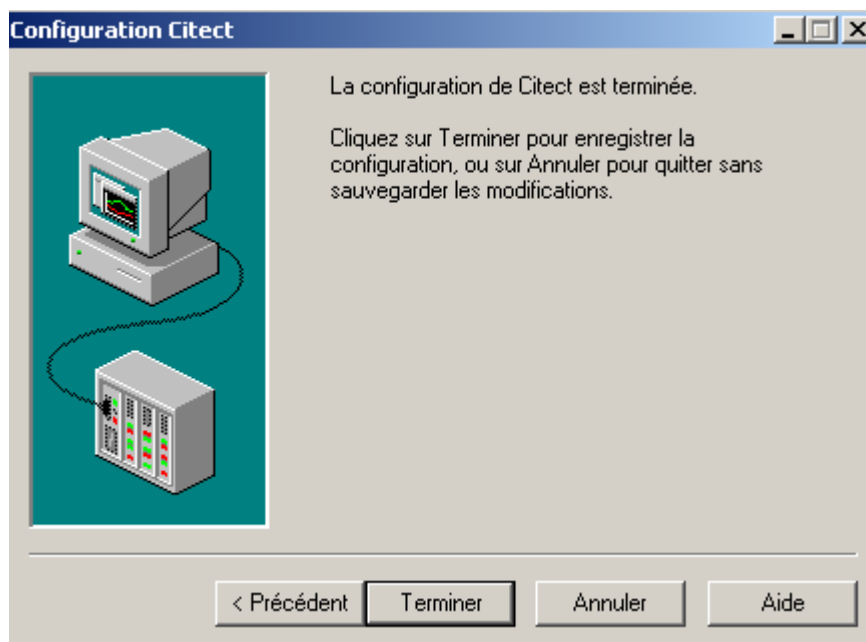 Configuration Citect
La configuration de Citect est terminée.
Cliquez sur Terminer pour enregistrer la
configuration, ou sur Annuler pour quitter sans
sauvegarder les modifications.
< Précédent
Terminer
Annuler
Aide